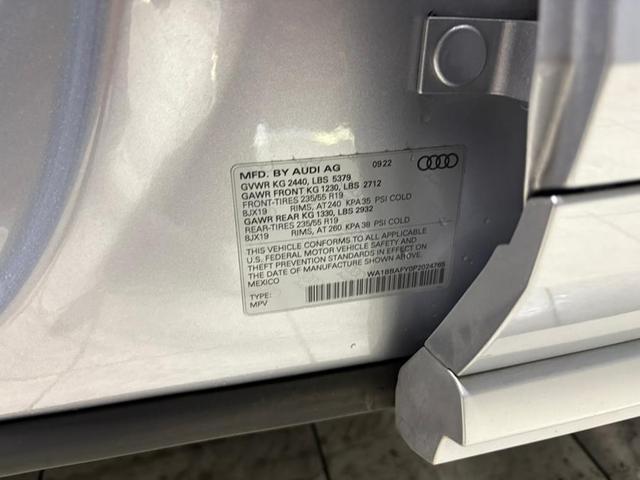 MFD. BY AUDI AG 09.22
GVWR KG 2440, LBS 5379
GAWR FRONT KG 1230, LBS 2712
FRONT-TIRES 235/55 R19
8JX19 RIMS, AT 240 KPA 35 PSI COLD
GAWR REAR KG 1330, LBS 2932
REAR-TIRES 235/55 R19
8JX19 RIMS, AT 260 KPA 38 PSI COLD
THIS VEHICLE CONFORMS TO ALL APPLICABLE
U.S. FEDERAL MOTOR VEHICLE SAFETY AND
THEFT PREVENTION STANDARDS IN EFFECT ON
THE DATE OF MANUFACTURE SHOWN ABOVE.
MEXICO
WA1BBAFY0P2024765
TYPE:
MPV